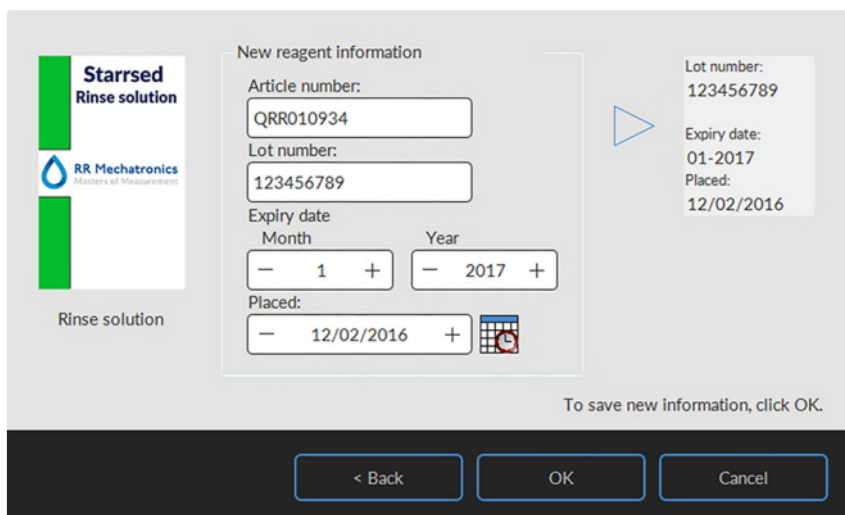 Starrsed
Rinse solution
RR Mechatronics
Masters of Measurement
Rinse solution
New reagent information
Article number:
QRR010934
Lot number:
123456789
Expiry date
Month Year
− 1 + − 2017 +
Placed:
− 12/02/2016 +
Lot number:
123456789
Expiry date:
01-2017
Placed:
12/02/2016
To save new information, click OK.
< Back OK Cancel